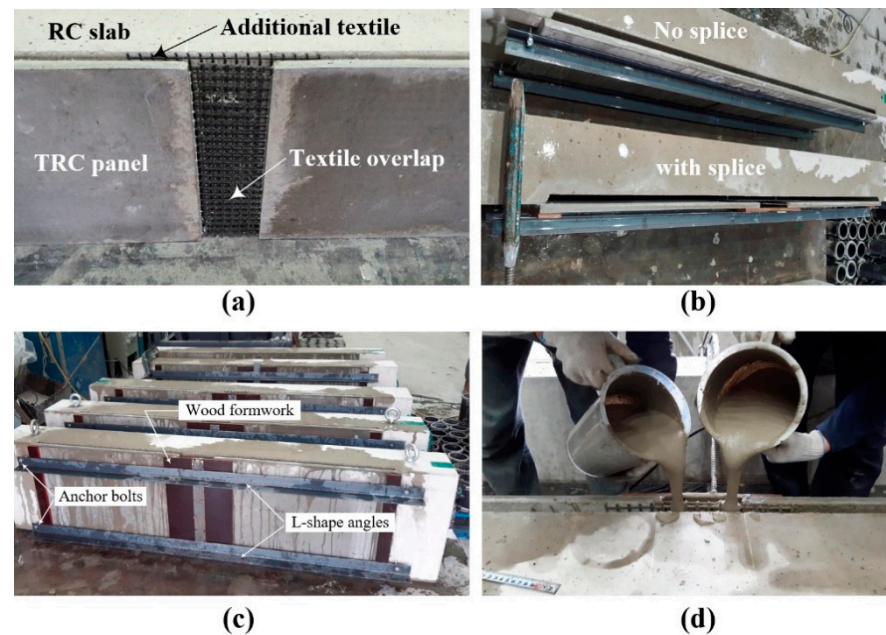 RC slab
Additional textile
TRC panel
Textile overlap
(a)
No splice
with splice
(b)
Wood formwork
Anchor bolts
L-shape angles
(c)
(d)